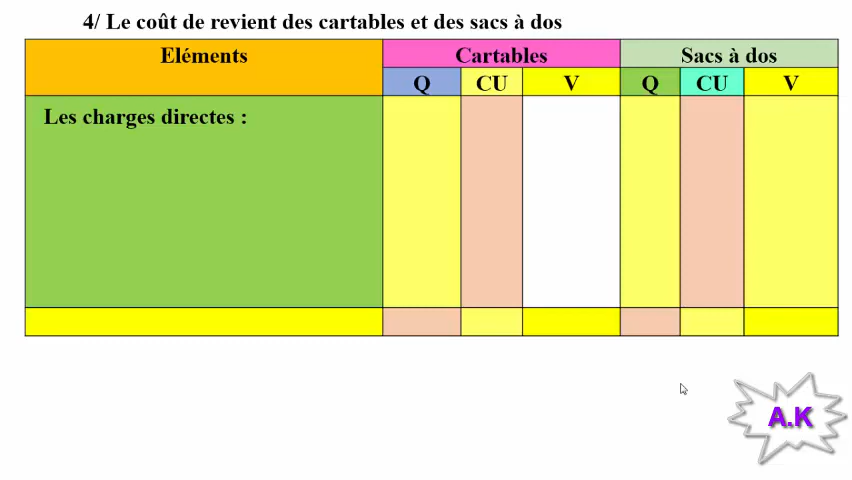 4/ Le coût de revient des cartables et des sacs à dos
Eléments Cartables Sacs à dos
Q CU V Q CU V
Les charges directes :
A.K